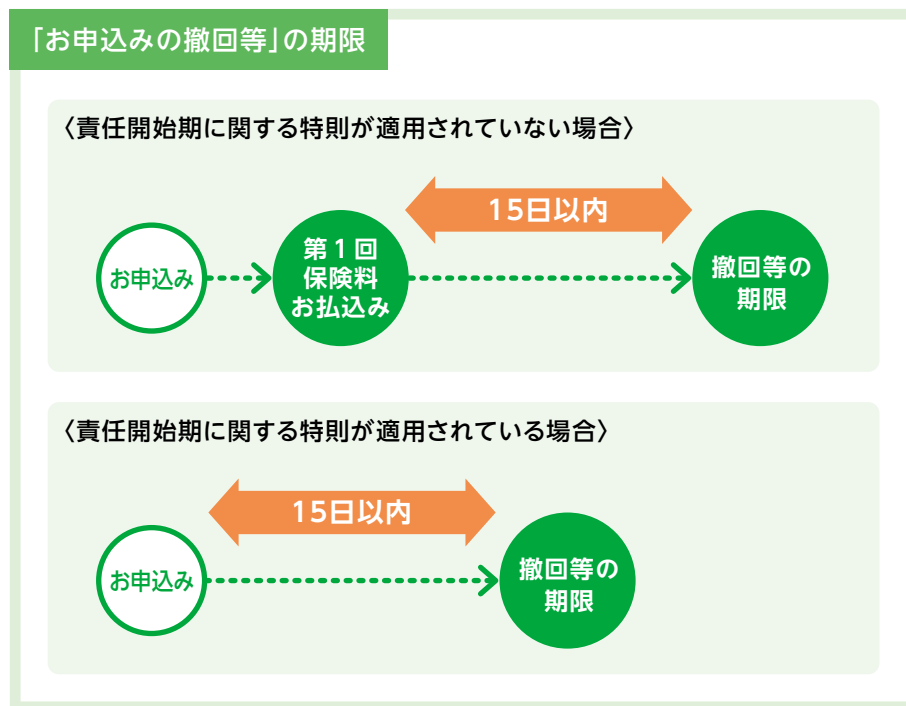 「お申込みの撤回等」の期限
〈責任開始期に関する特則が適用されていない場合〉
15日以内
お申込み
第1回
保険料
お払込み
撤回等の
期限
〈責任開始期に関する特則が適用されている場合〉
15日以内
お申込み
撤回等の
期限